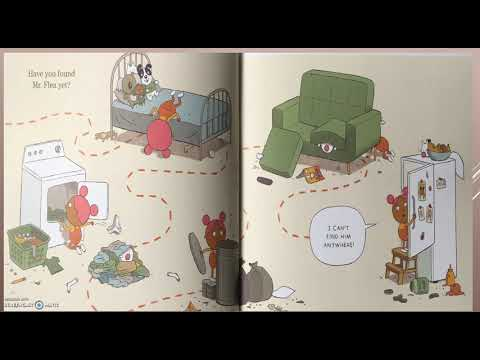 Have you found
Mr. Flea yet?
I CAN'T
FIND HIM
ANYWHERE!